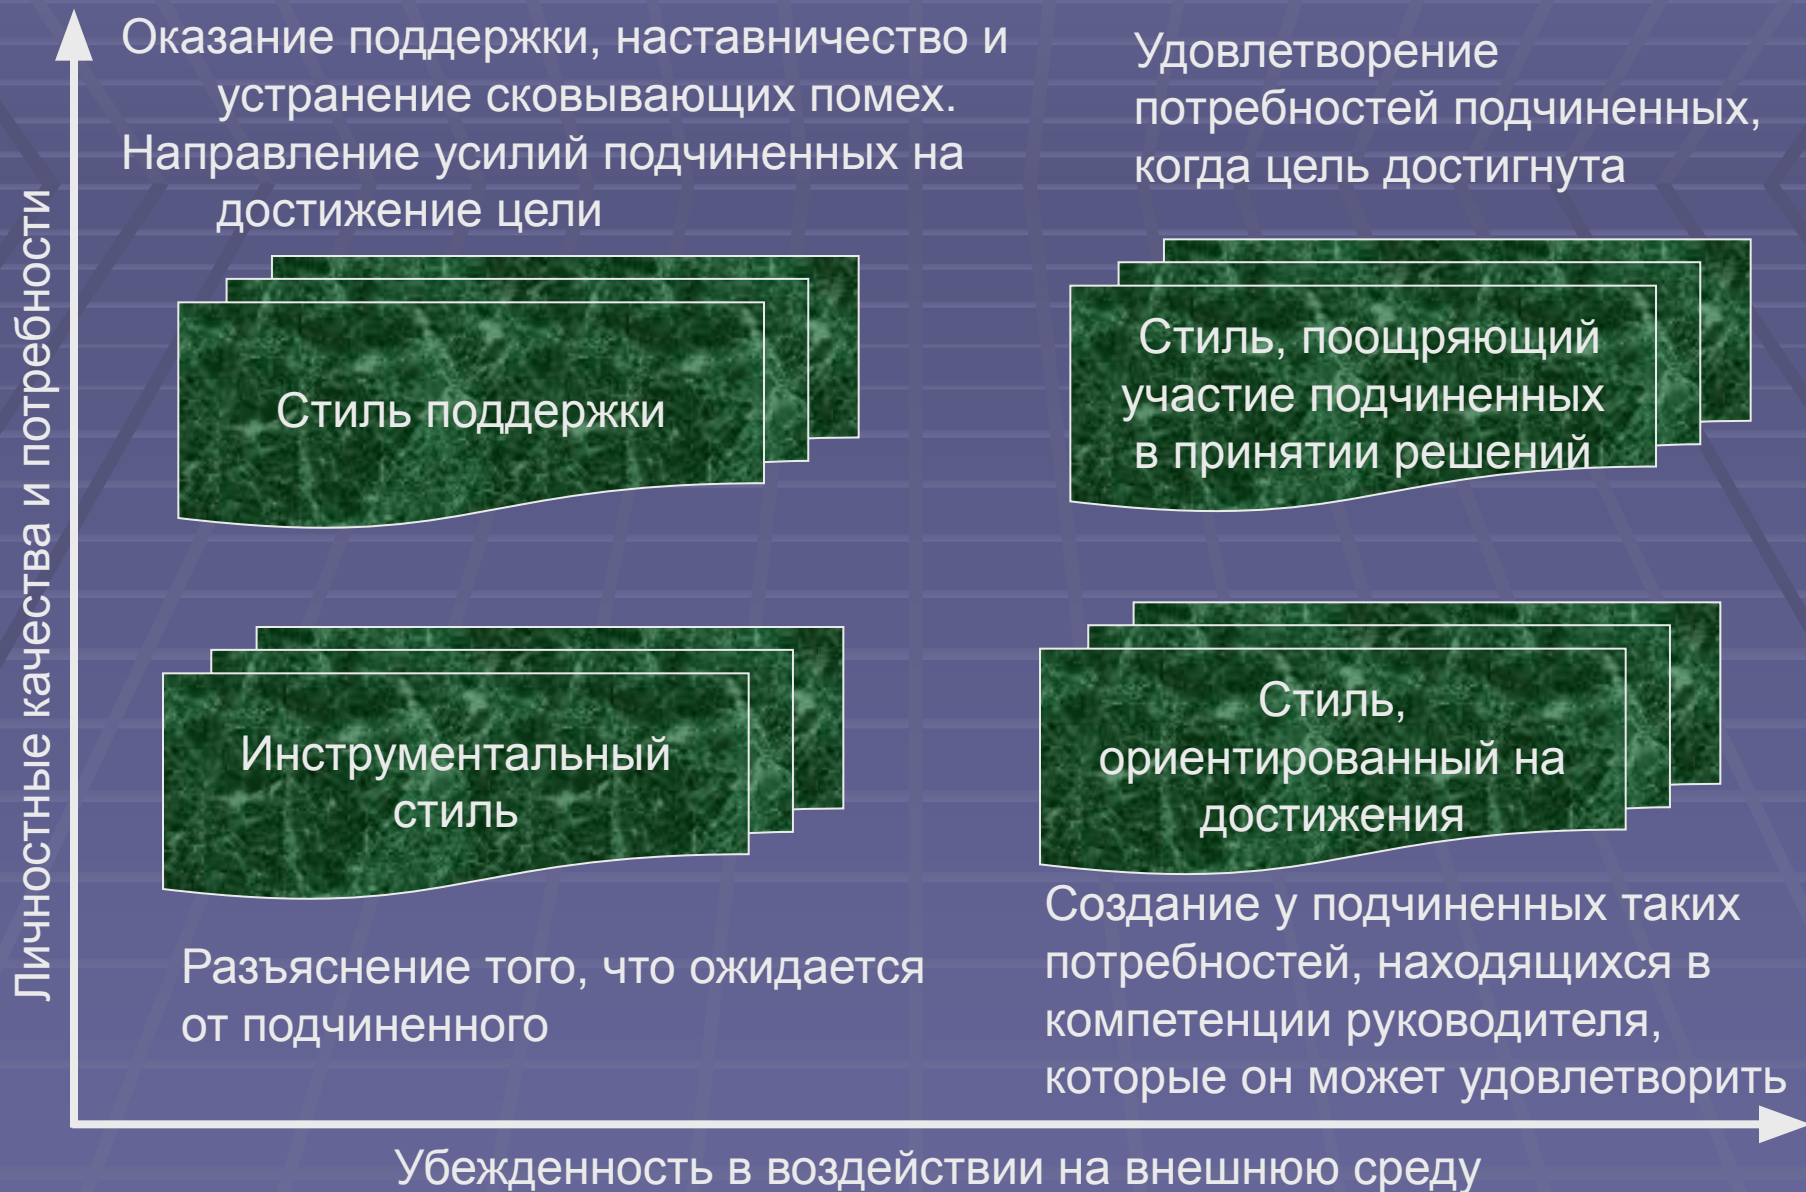 Оказание поддержки, наставничество и
устранение сковывающих помех.
Направление усилий подчиненных на
достижение цели
Удовлетворение
потребностей подчиненных,
когда цель достигнута
Личностные качества и потребности
Стиль поддержки
Стиль, поощряющий
участие подчиненных
в принятии решений
Инструментальный
стиль
Стиль,
ориентированный на
достижения
Разъяснение того, что ожидается
от подчиненного
Создание у подчиненных таких
потребностей, находящихся в
компетенции руководителя,
которые он может удовлетворить
Убежденность в воздействии на внешнюю среду